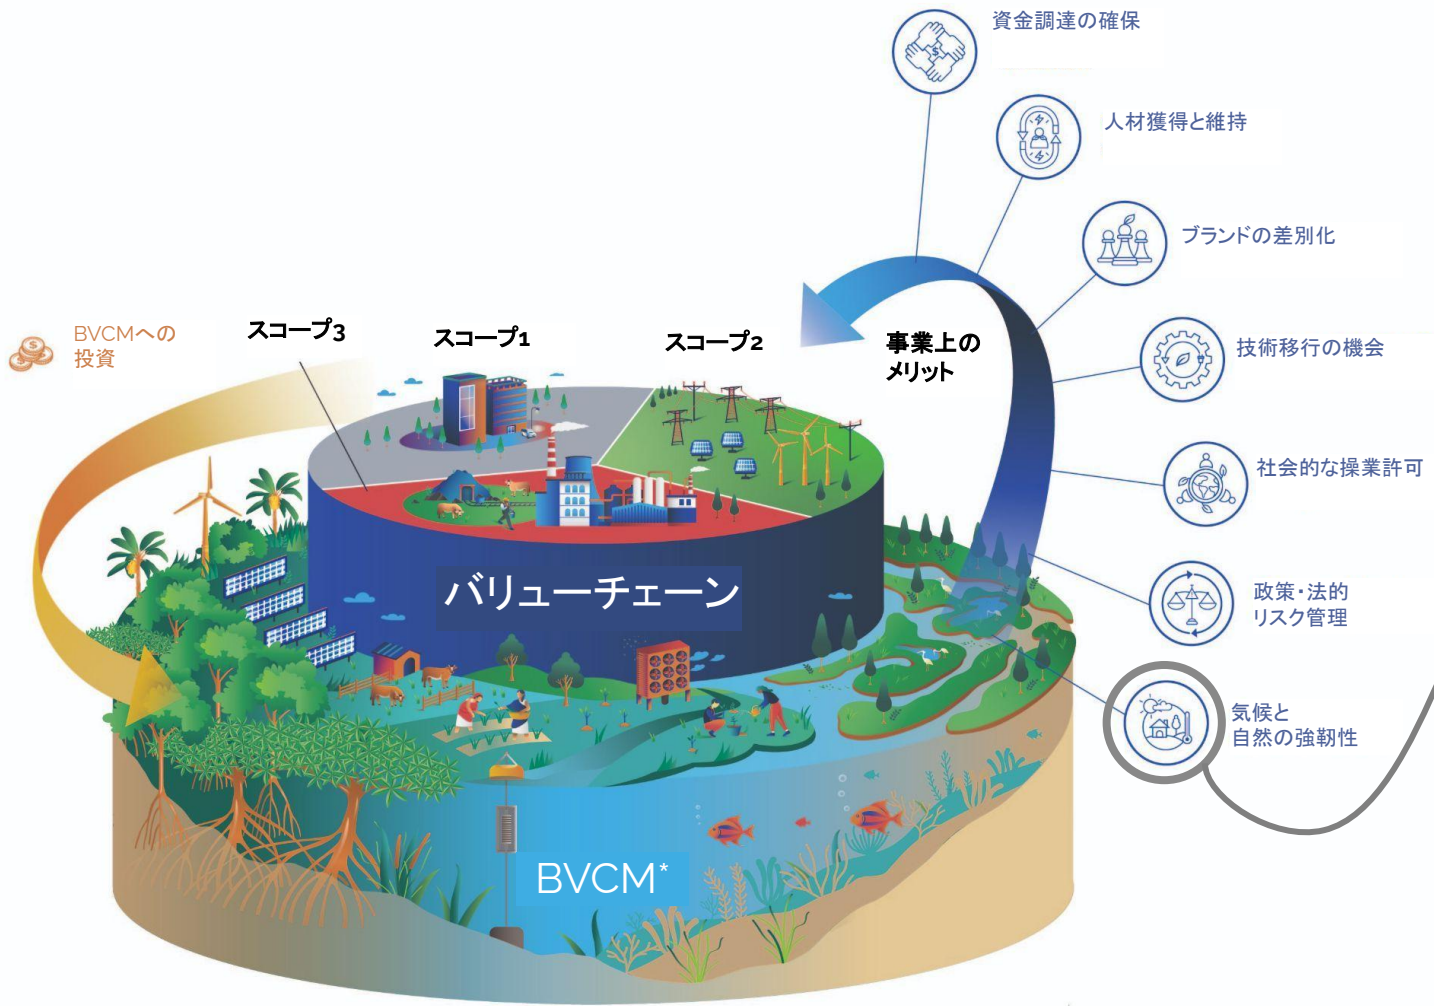 資金調達の確保
人材獲得と維持
ブランドの差別化
BVCMへの
投資
スコープ3
スコープ1
スコープ2
事業上の
メリット
技術移行の機会
社会的な操業許可
バリューチェーン
政策・法的
リスク管理
気候と
自然の強靭性
BVCM*